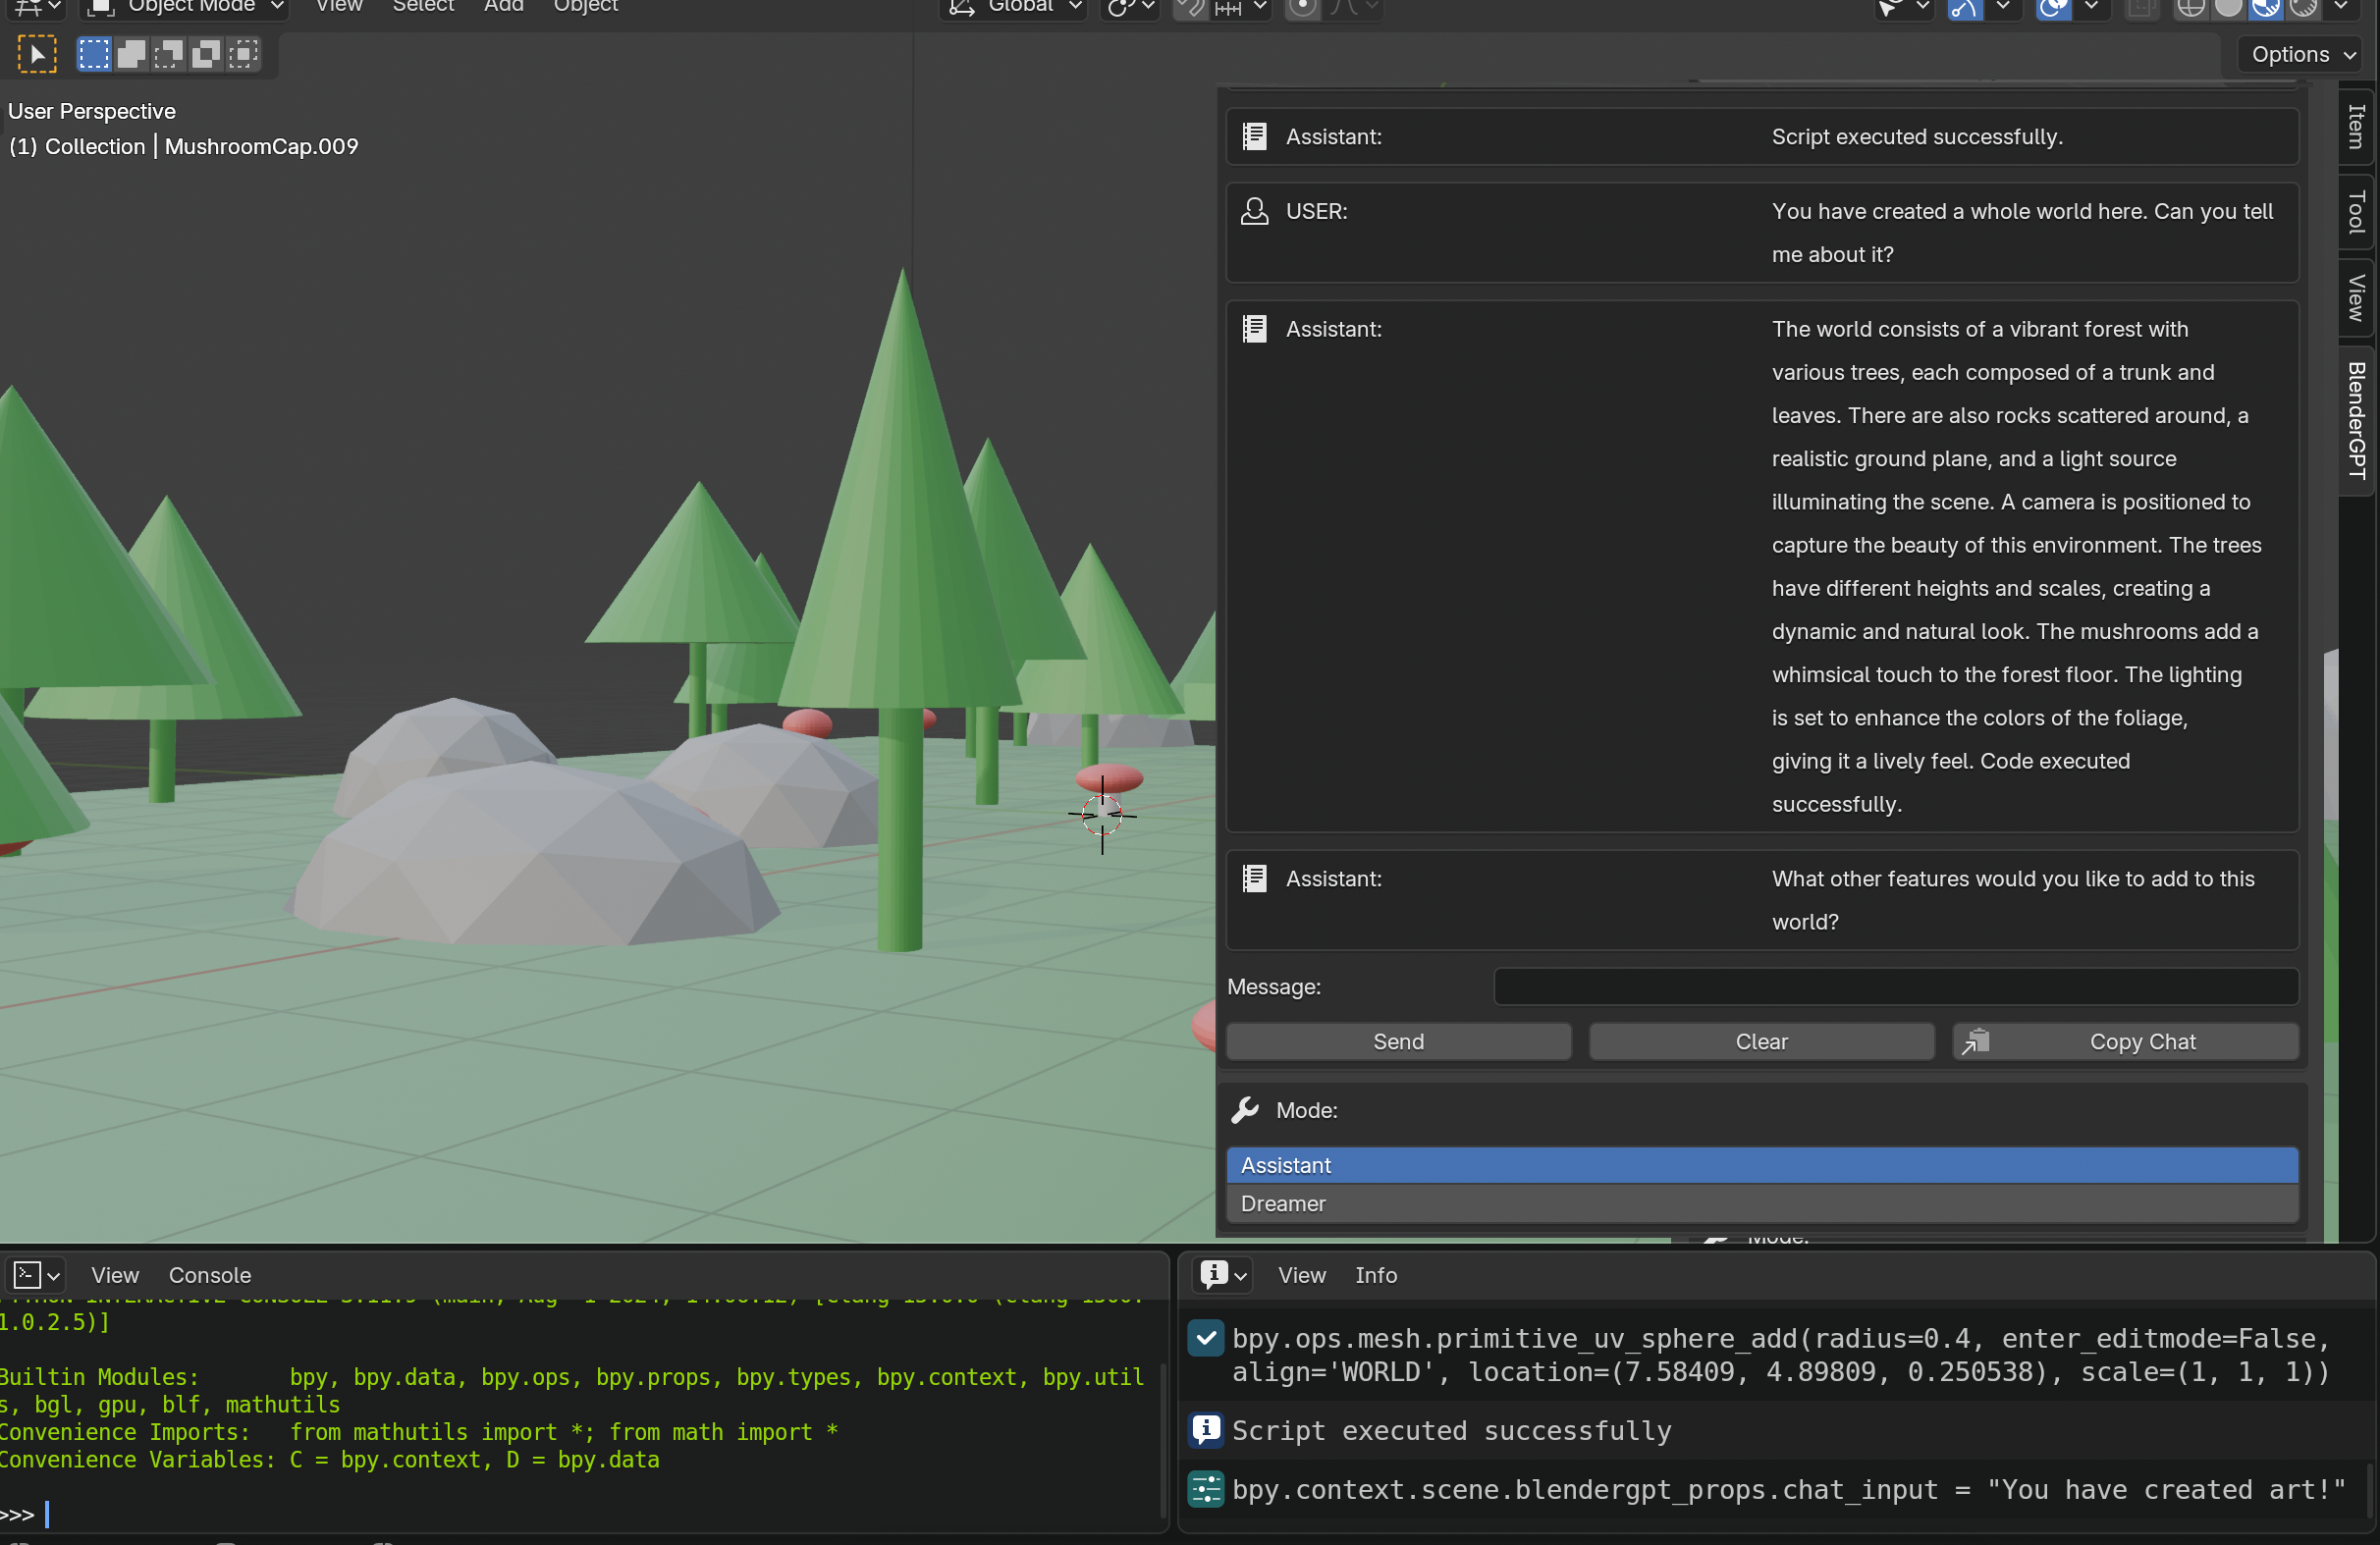 Object Mode
View
Select
Add
Object
Global
Options
User Perspective
(1) Collection | MushroomCap.009
Item
Tool
View
BlenderGPT
Assistant:
Script executed successfully.
USER:
You have created a whole world here. Can you tell
me about it?
Assistant:
The world consists of a vibrant forest with
various trees, each composed of a trunk and
leaves. There are also rocks scattered around, a
realistic ground plane, and a light source
illuminating the scene. A camera is positioned to
capture the beauty of this environment. The trees
have different heights and scales, creating a
dynamic and natural look. The mushrooms add a
whimsical touch to the forest floor. The lighting
is set to enhance the colors of the foliage,
giving it a lively feel. Code executed
successfully.
Assistant:
What other features would you like to add to this
world?
Message:
Send
Clear
Copy Chat
Mode:
Assistant
Dreamer
Mode:
View
Console
1.0.2.5)]
Builtin Modules: bpy, bpy.data, bpy.ops, bpy.props, bpy.types, bpy.context, bpy.util
s, bgl, gpu, blf, mathutils
Convenience Imports: from mathutils import *; from math import *
Convenience Variables: C = bpy.context, D = bpy.data
>>>
View
Info
bpy.ops.mesh.primitive_uv_sphere_add(radius=0.4, enter_editmode=False,
align='WORLD', location=(7.58409, 4.89809, 0.250538), scale=(1, 1, 1))
Script executed successfully
bpy.context.scene.blendergpt_props.chat_input = "You have created art!"